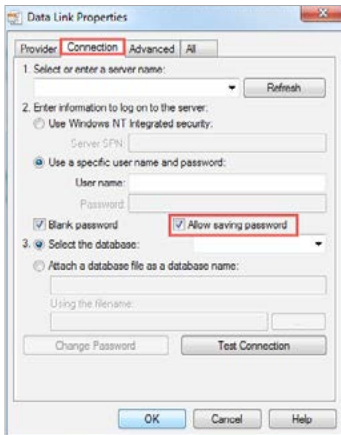 Data Link Properties
Provider Connection Advanced All
1. Select or enter a server name:
Refresh
2. Enter information to log on to the server:
Use Windows NT Integrated security:
Server SPN:
Use a specific user name and password:
User name:
Password:
Blank password Allow saving password
3. Select the database:
Attach a database file as a database name:
Using the filename:
...
Change Password Test Connection
OK Cancel Help